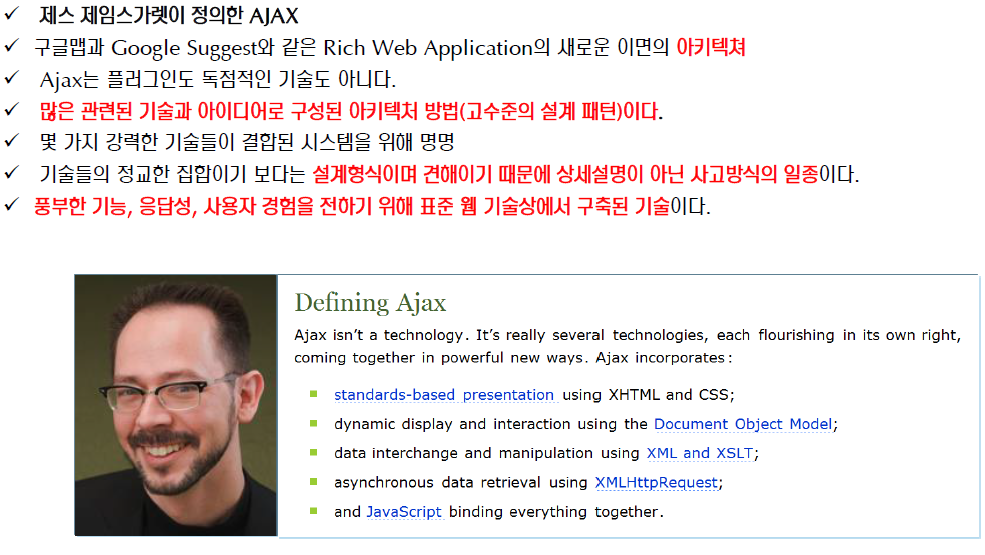 제스 제임스가렛이 정의한 AJAX
구글맵과 Google Suggest와 같은 Rich Web Application의 새로운 이면의 아키텍쳐
Ajax는 플러그인도 독점적인 기술도 아니다.
많은 관련된 기술과 아이디어로 구성된 아키텍처 방법(고수준의 설계 패턴)이다.
몇 가지 강력한 기술들이 결합된 시스템을 위해 명명
기술들의 정교한 집합이기 보다는 설계형식이며 견해이기 때문에 상세설명이 아닌 사고방식의 일종이다.
풍부한 기능, 응답성, 사용자 경험을 전하기 위해 표준 웹 기술상에서 구축된 기술이다.
Defining Ajax
Ajax isn't a technology. It's really several technologies, each flourishing in its own right,
coming together in powerful new ways. Ajax incorporates:
standards-based presentation using XHTML and CSS;
dynamic display and interaction using the Document Object Model;
data interchange and manipulation using XML and XSLT;
asynchronous data retrieval using XMLHttpRequest;
and JavaScript binding everything together.